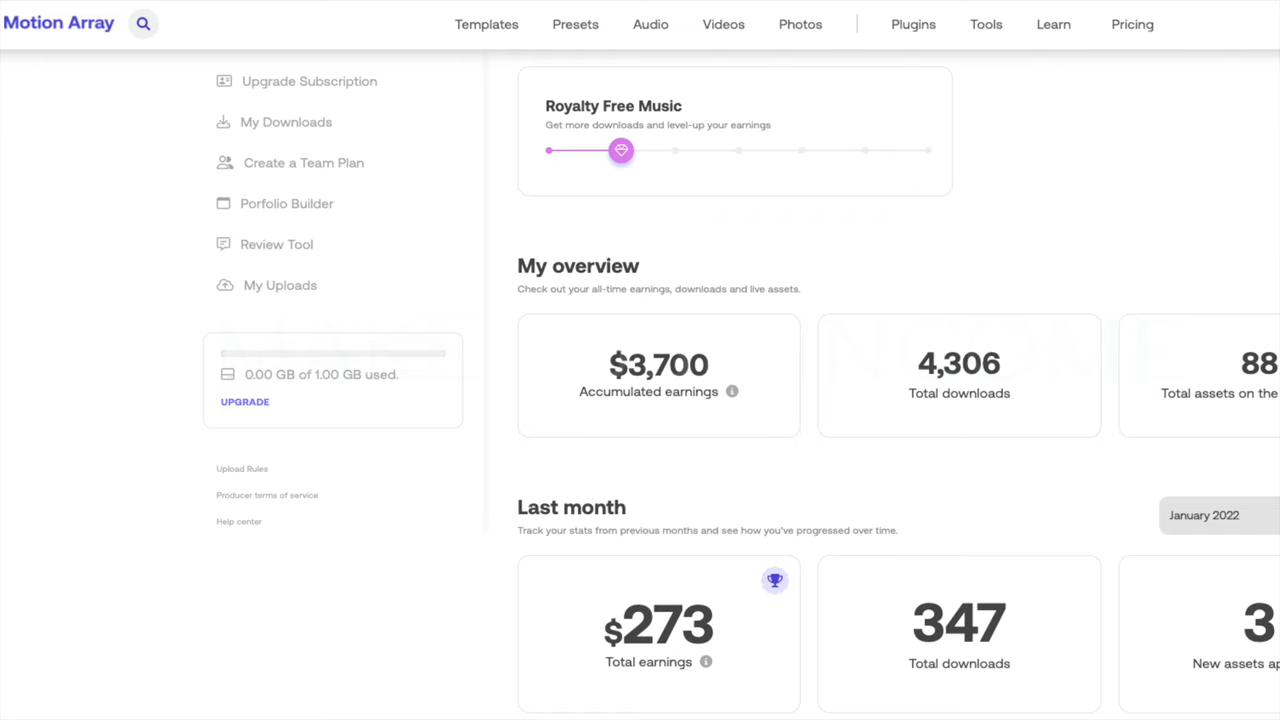 Motion Array
Templates Presets Audio Videos Photos Plugins Tools Learn Pricing
Upgrade Subscription
My Downloads
Create a Team Plan
Porfolio Builder
Review Tool
My Uploads
0.00 GB of 1.00 GB used.
UPGRADE
Upload Rules
Producer terms of service
Help center
Royalty Free Music
Get more downloads and level-up your earnings
My overview
Check out your all-time earnings, downloads and live assets.
$3,700
Accumulated earnings
4,306
Total downloads
88
Total assets on the
Last month
Track your stats from previous months and see how you've progressed over time.
January 2022
$273
Total earnings
347
Total downloads
3
New assets ap